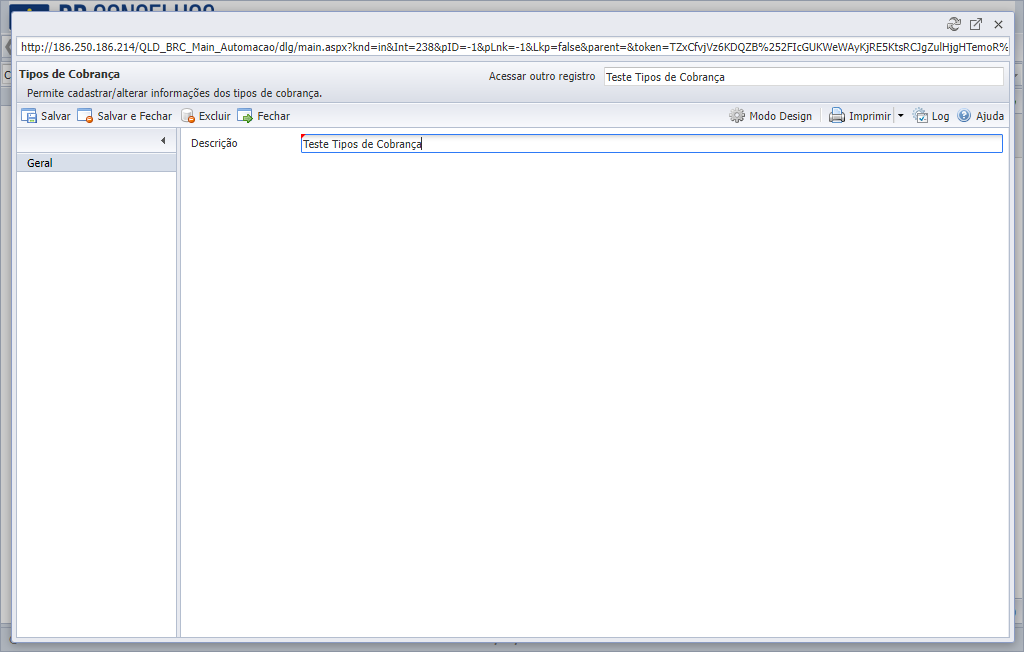 http://186.250.186.214/QLD_BRC_Main_Automacao/dlg/main.aspx?knd=in&Int=238&pID=-1&pLnk=-1&Lkp=false&parent=&token=TZxCfvjVz6KDQZB%252FIcGUKWeWAyKjRE5KtsRCJgZulHjgHTemoR%
Tipos de Cobrança
Acessar outro registro Teste Tipos de Cobrança
Permite cadastrar/alterar informações dos tipos de cobrança.
Salvar Salvar e Fechar Excluir Fechar Modo Design Imprimir Log Ajuda
Descrição Teste Tipos de Cobrança
Geral